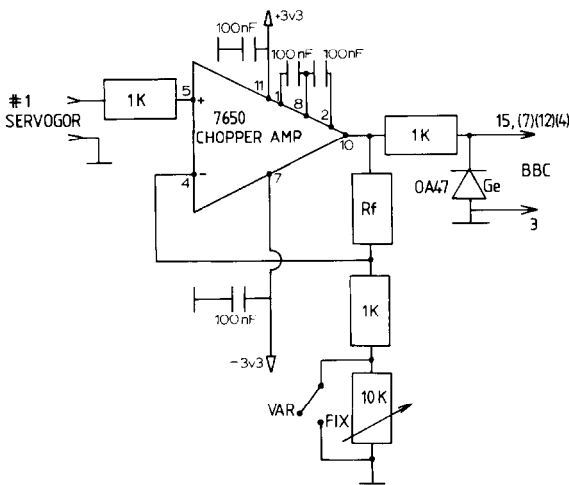 +3v3
100nF
100nF
100nF
#1
SERVOGOR
1K
5
+
11
1
8
2
7650
CHOPPER AMP
10
1K
15, (7)(12)(4)
BBC
OA47
Ge
3
4
-
7
Rf
1K
100nF
-3v3
VAR
FIX
10K